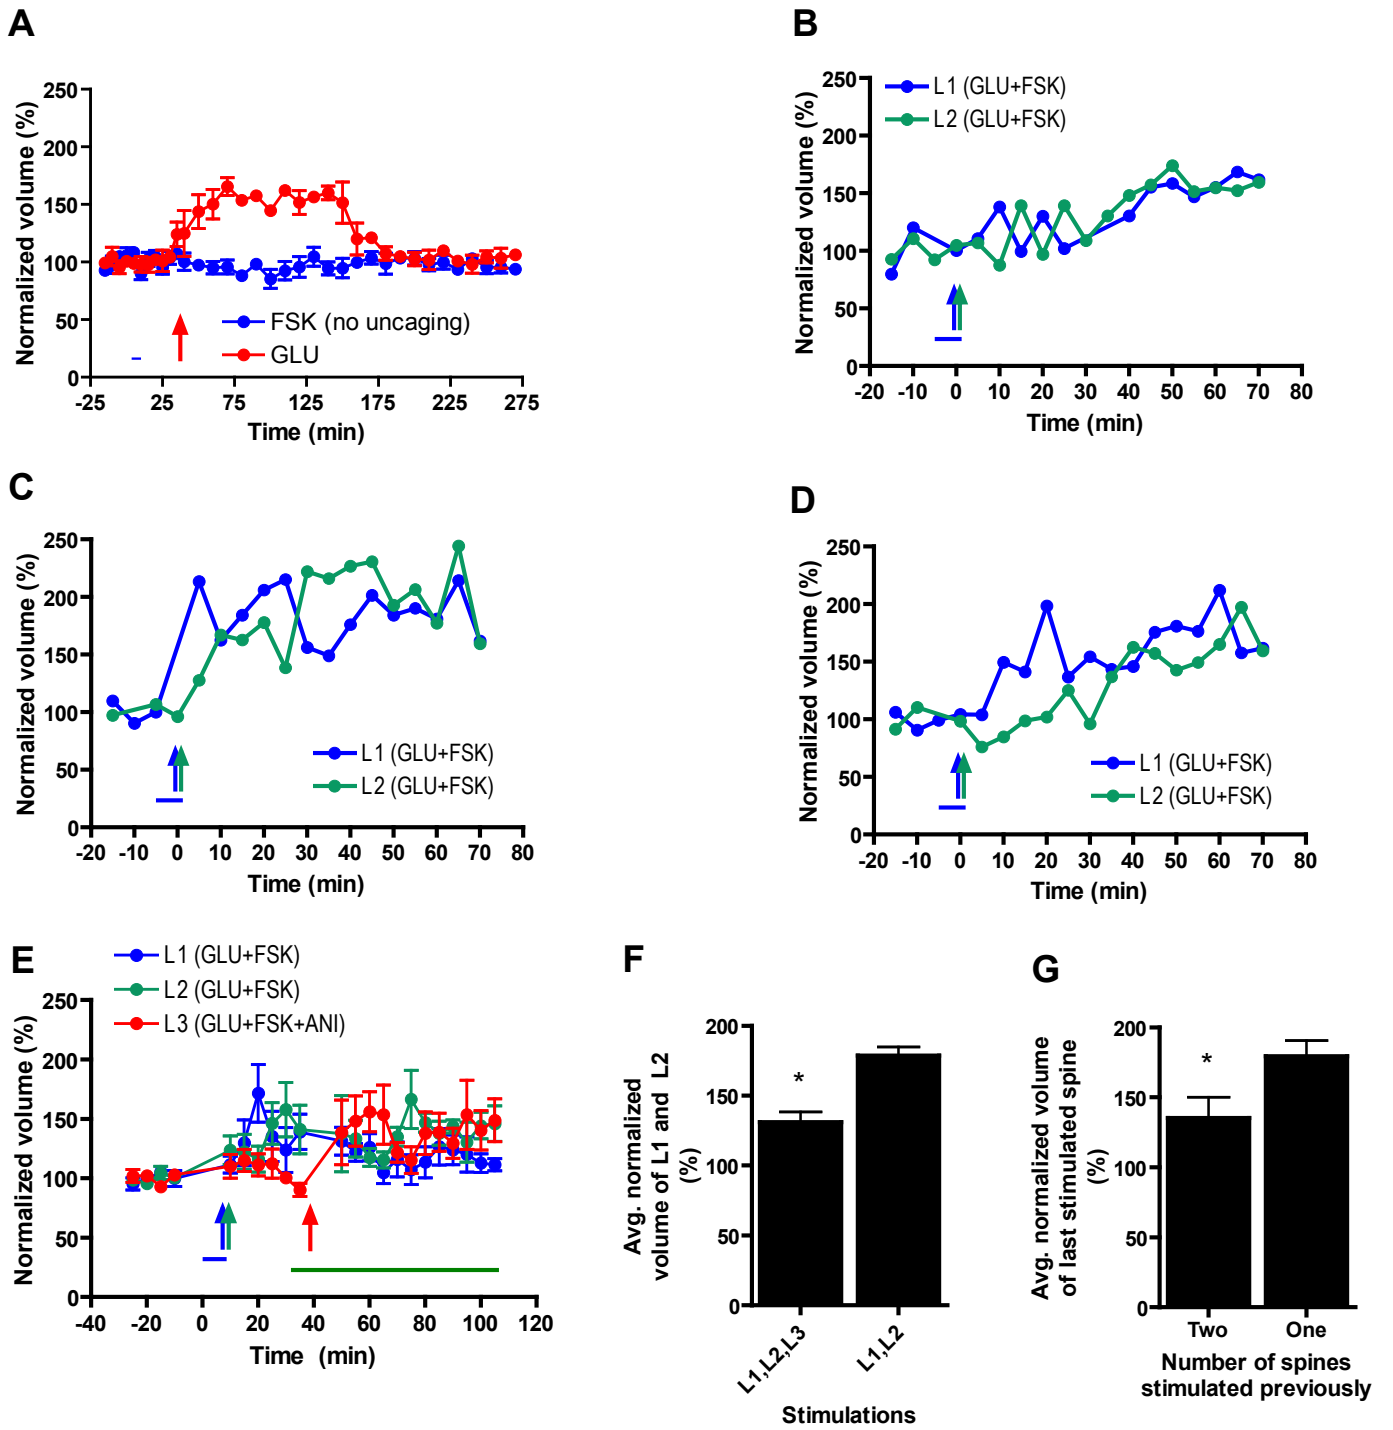 A
Normalized volume (%)
250
200
150
100
50
0
-25
25
75
125
175
225
275
Time (min)
FSK (no uncaging)
GLU
B
Normalized volume (%)
250
200
150
100
50
0
-20
-10
0
10
20
30
40
50
60
70
80
Time (min)
L1 (GLU+FSK)
L2 (GLU+FSK)
C
Normalized volume (%)
250
200
150
100
50
0
-20
-10
0
10
20
30
40
50
60
70
80
Time (min)
L1 (GLU+FSK)
L2 (GLU+FSK)
D
Normalized volume (%)
250
200
150
100
50
0
-20
-10
0
10
20
30
40
50
60
70
80
Time (min)
L1 (GLU+FSK)
L2 (GLU+FSK)
E
L1 (GLU+FSK)
L2 (GLU+FSK)
L3 (GLU+FSK+ANI)
Normalized volume (%)
250
200
150
100
50
0
-40
-20
0
20
40
60
80
100
120
Time (min)
F
Avg. normalized
volume of L1 and L2
(%)
200
150
100
50
0
*
L1,L2,L3
L1,L2
Stimulations
G
Avg. normalized volume
of last stimulated spine
(%)
200
150
100
50
0
*
Two
One
Number of spines
stimulated previously